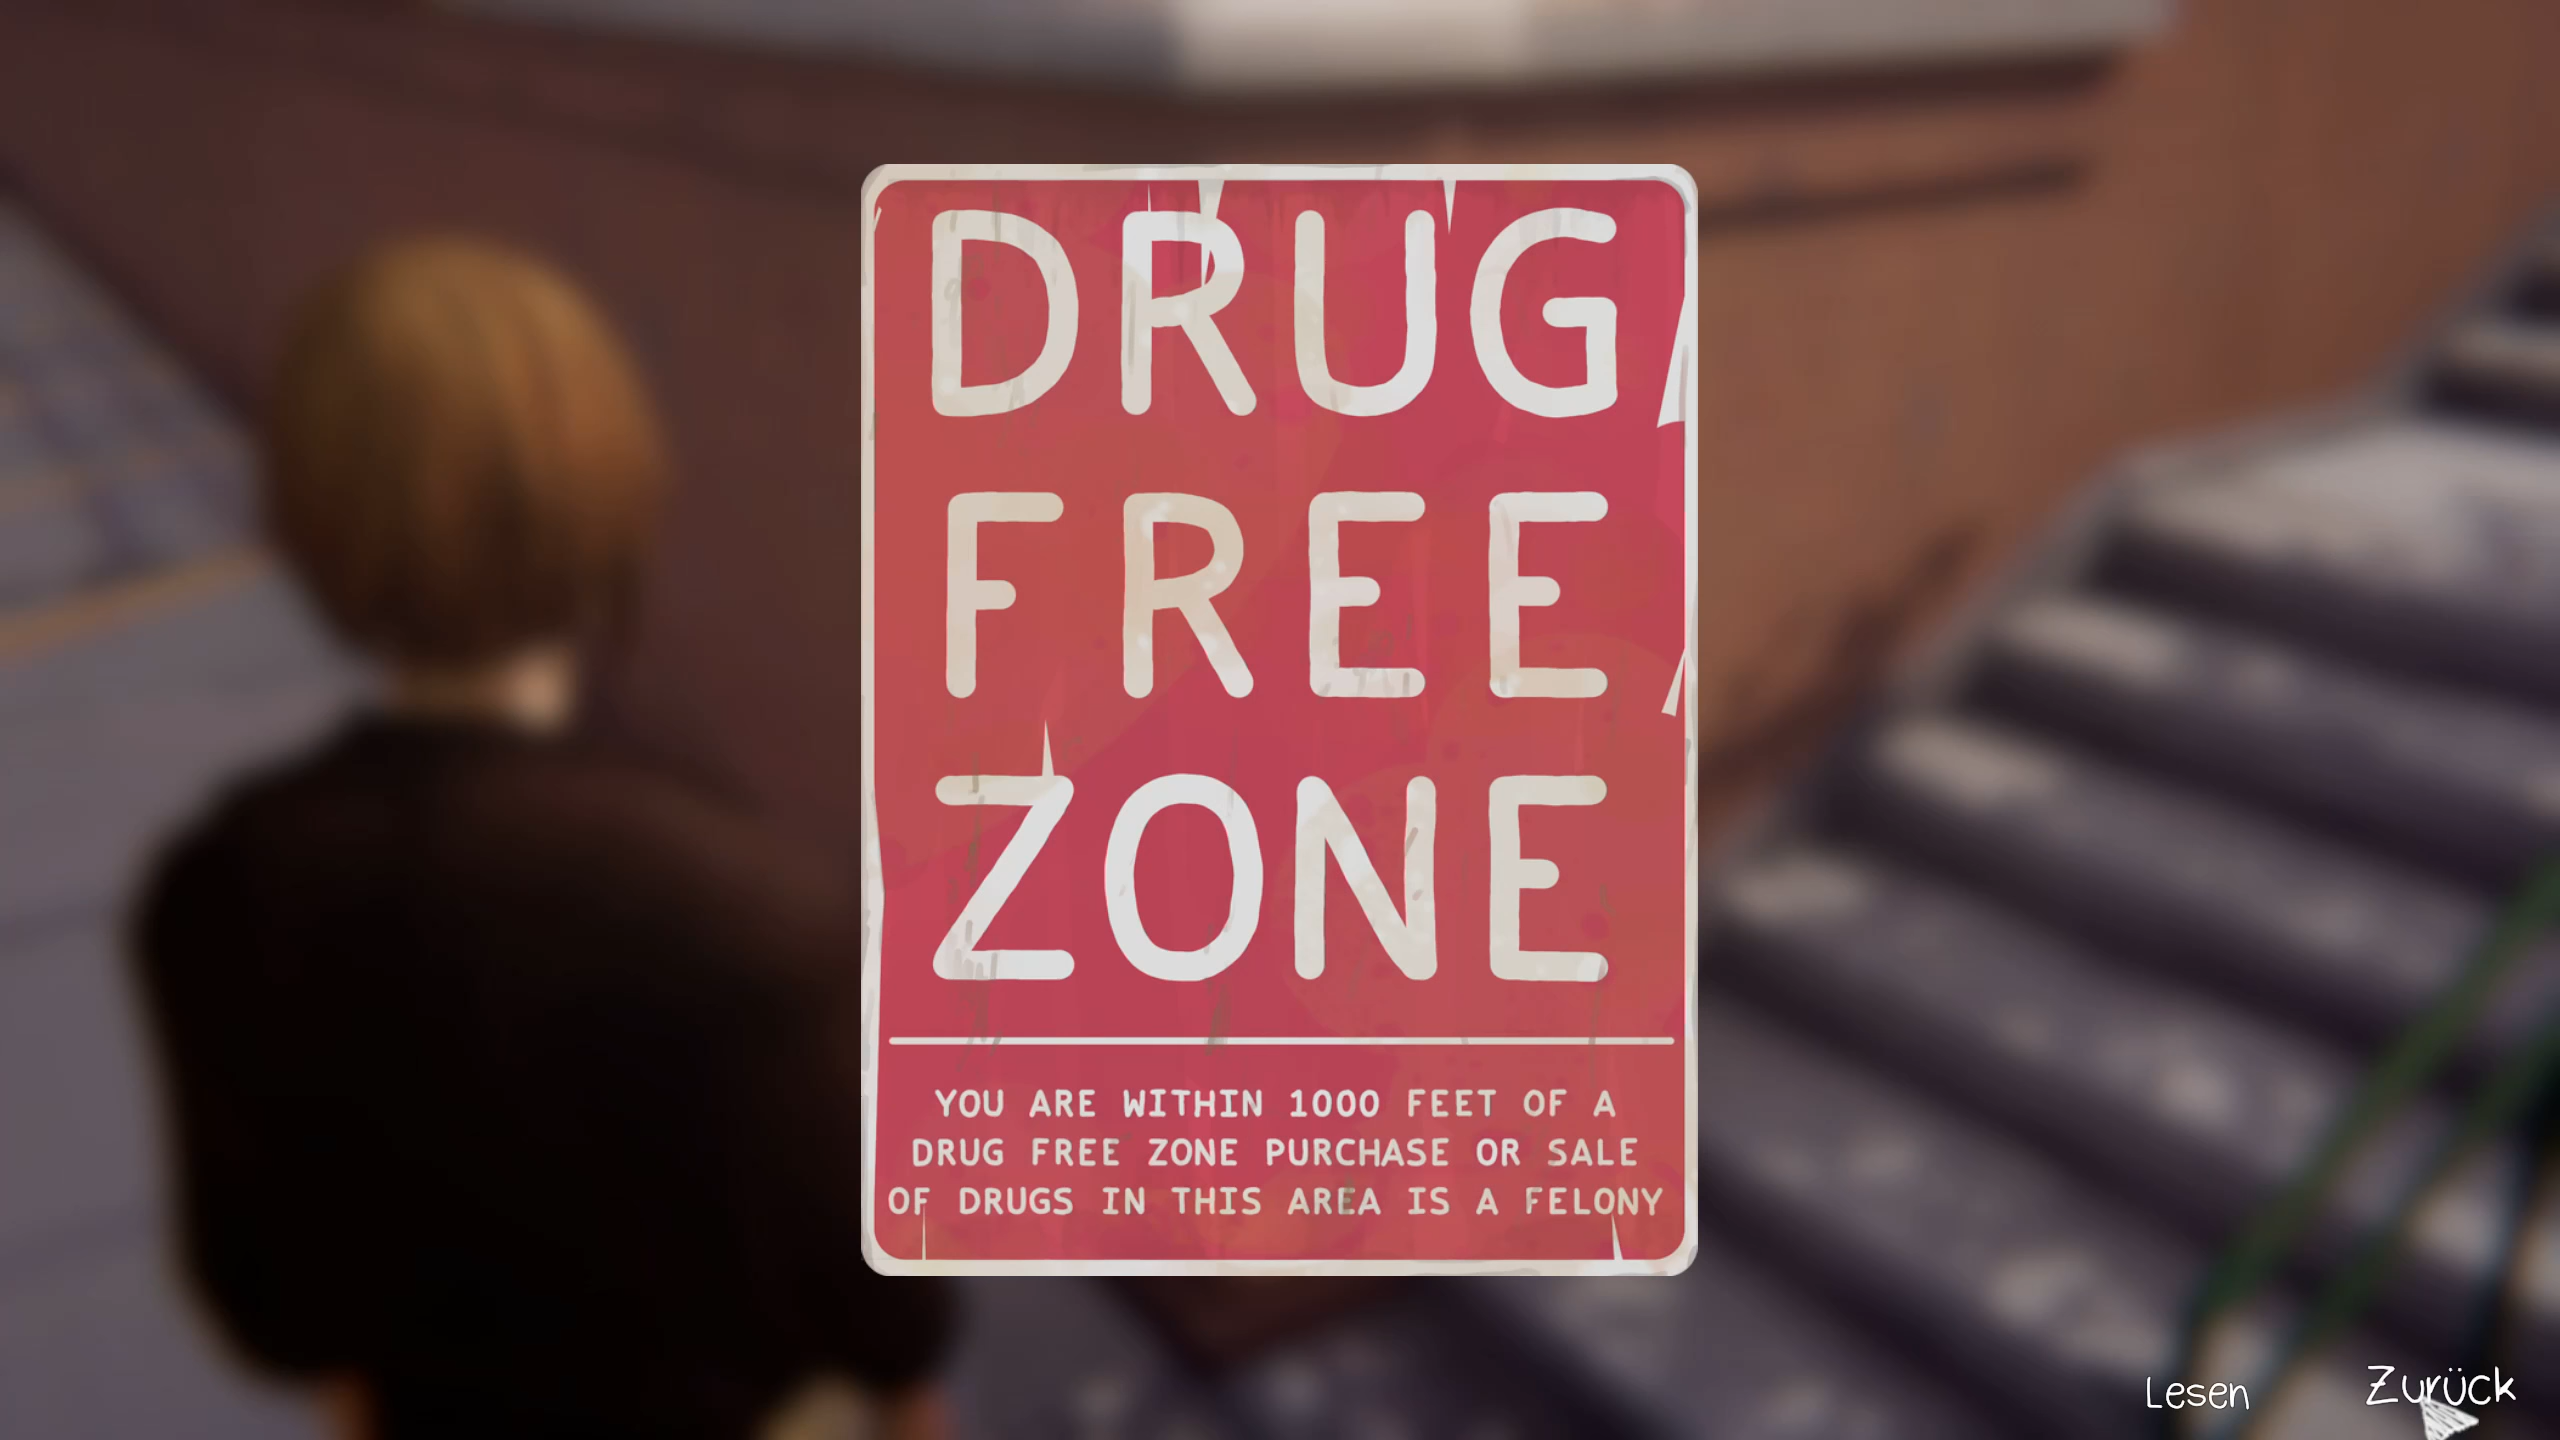 DRUG
FREE
ZONE
YOU ARE WITHIN 1000 FEET OF A
DRUG FREE ZONE PURCHASE OR SALE
OF DRUGS IN THIS AREA IS A FELONY
Lesen
Zurück